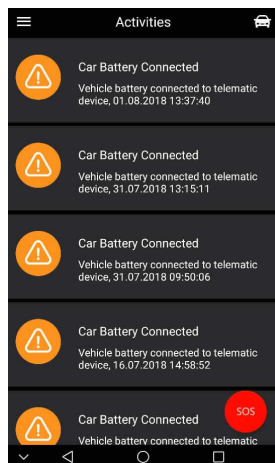 Activities
Car Battery Connected
Vehicle battery connected to telematic
device, 01.08.2018 13:37:40
Car Battery Connected
Vehicle battery connected to telematic
device, 31.07.2018 13:15:11
Car Battery Connected
Vehicle battery connected to telematic
device, 31.07.2018 09:50:06
Car Battery Connected
Vehicle battery connected to telematic
device, 16.07.2018 14:58:52
Car Battery Connected
SOS
Vehicle battery connected to telematic